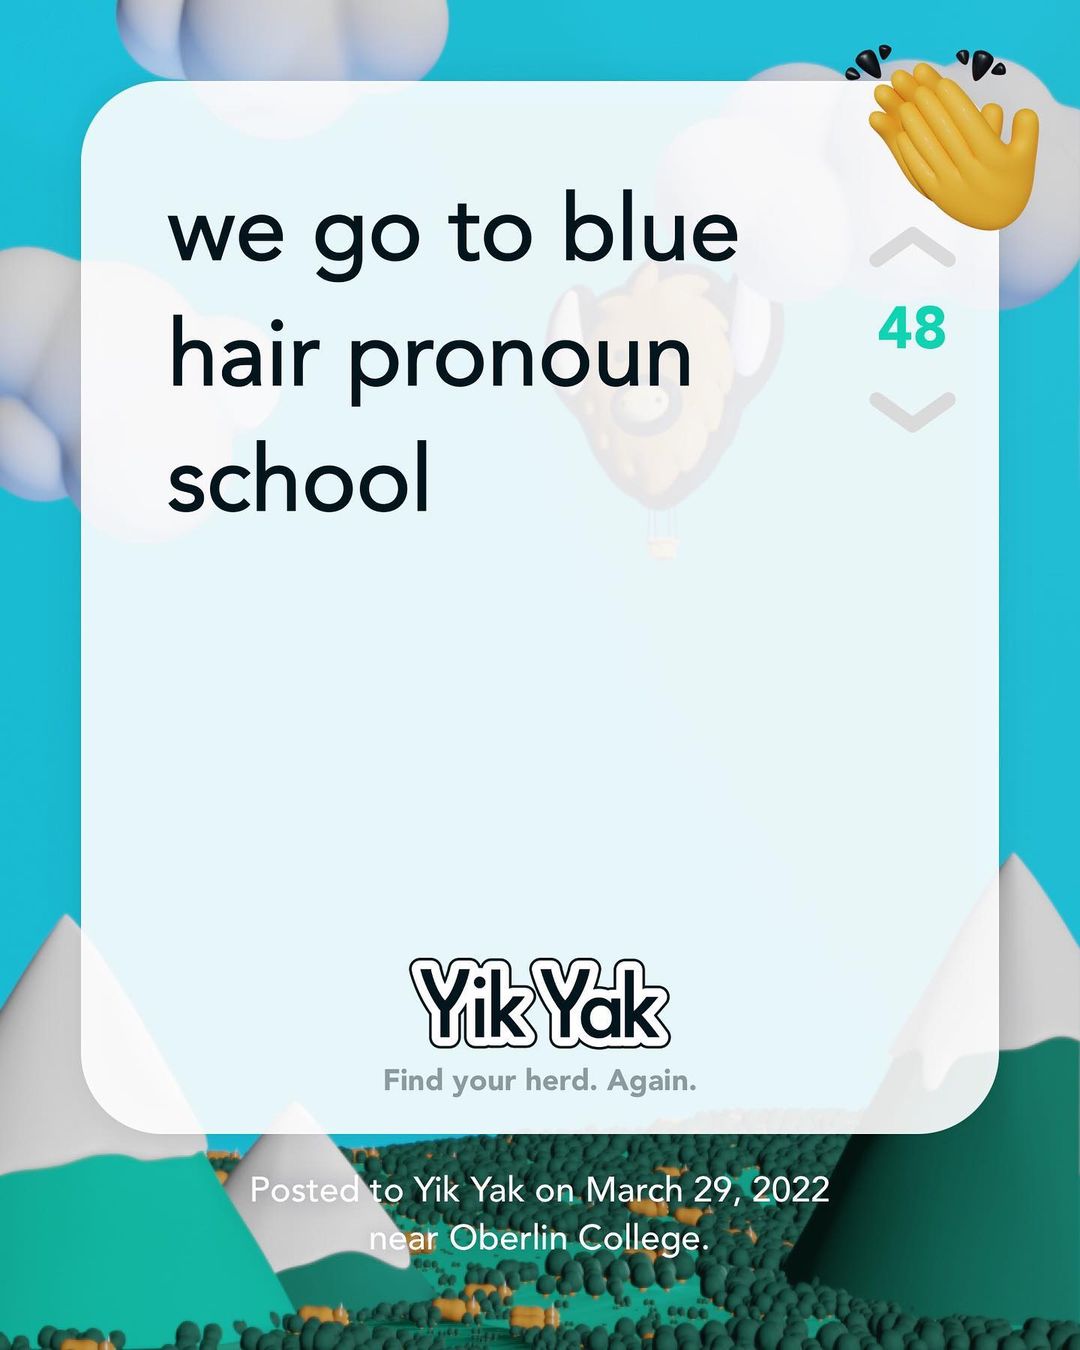 we go to blue
hair pronoun
school
48
Yik Yak
Find your herd. Again.
Posted to Yik Yak on March 29, 2022
near Oberlin College.